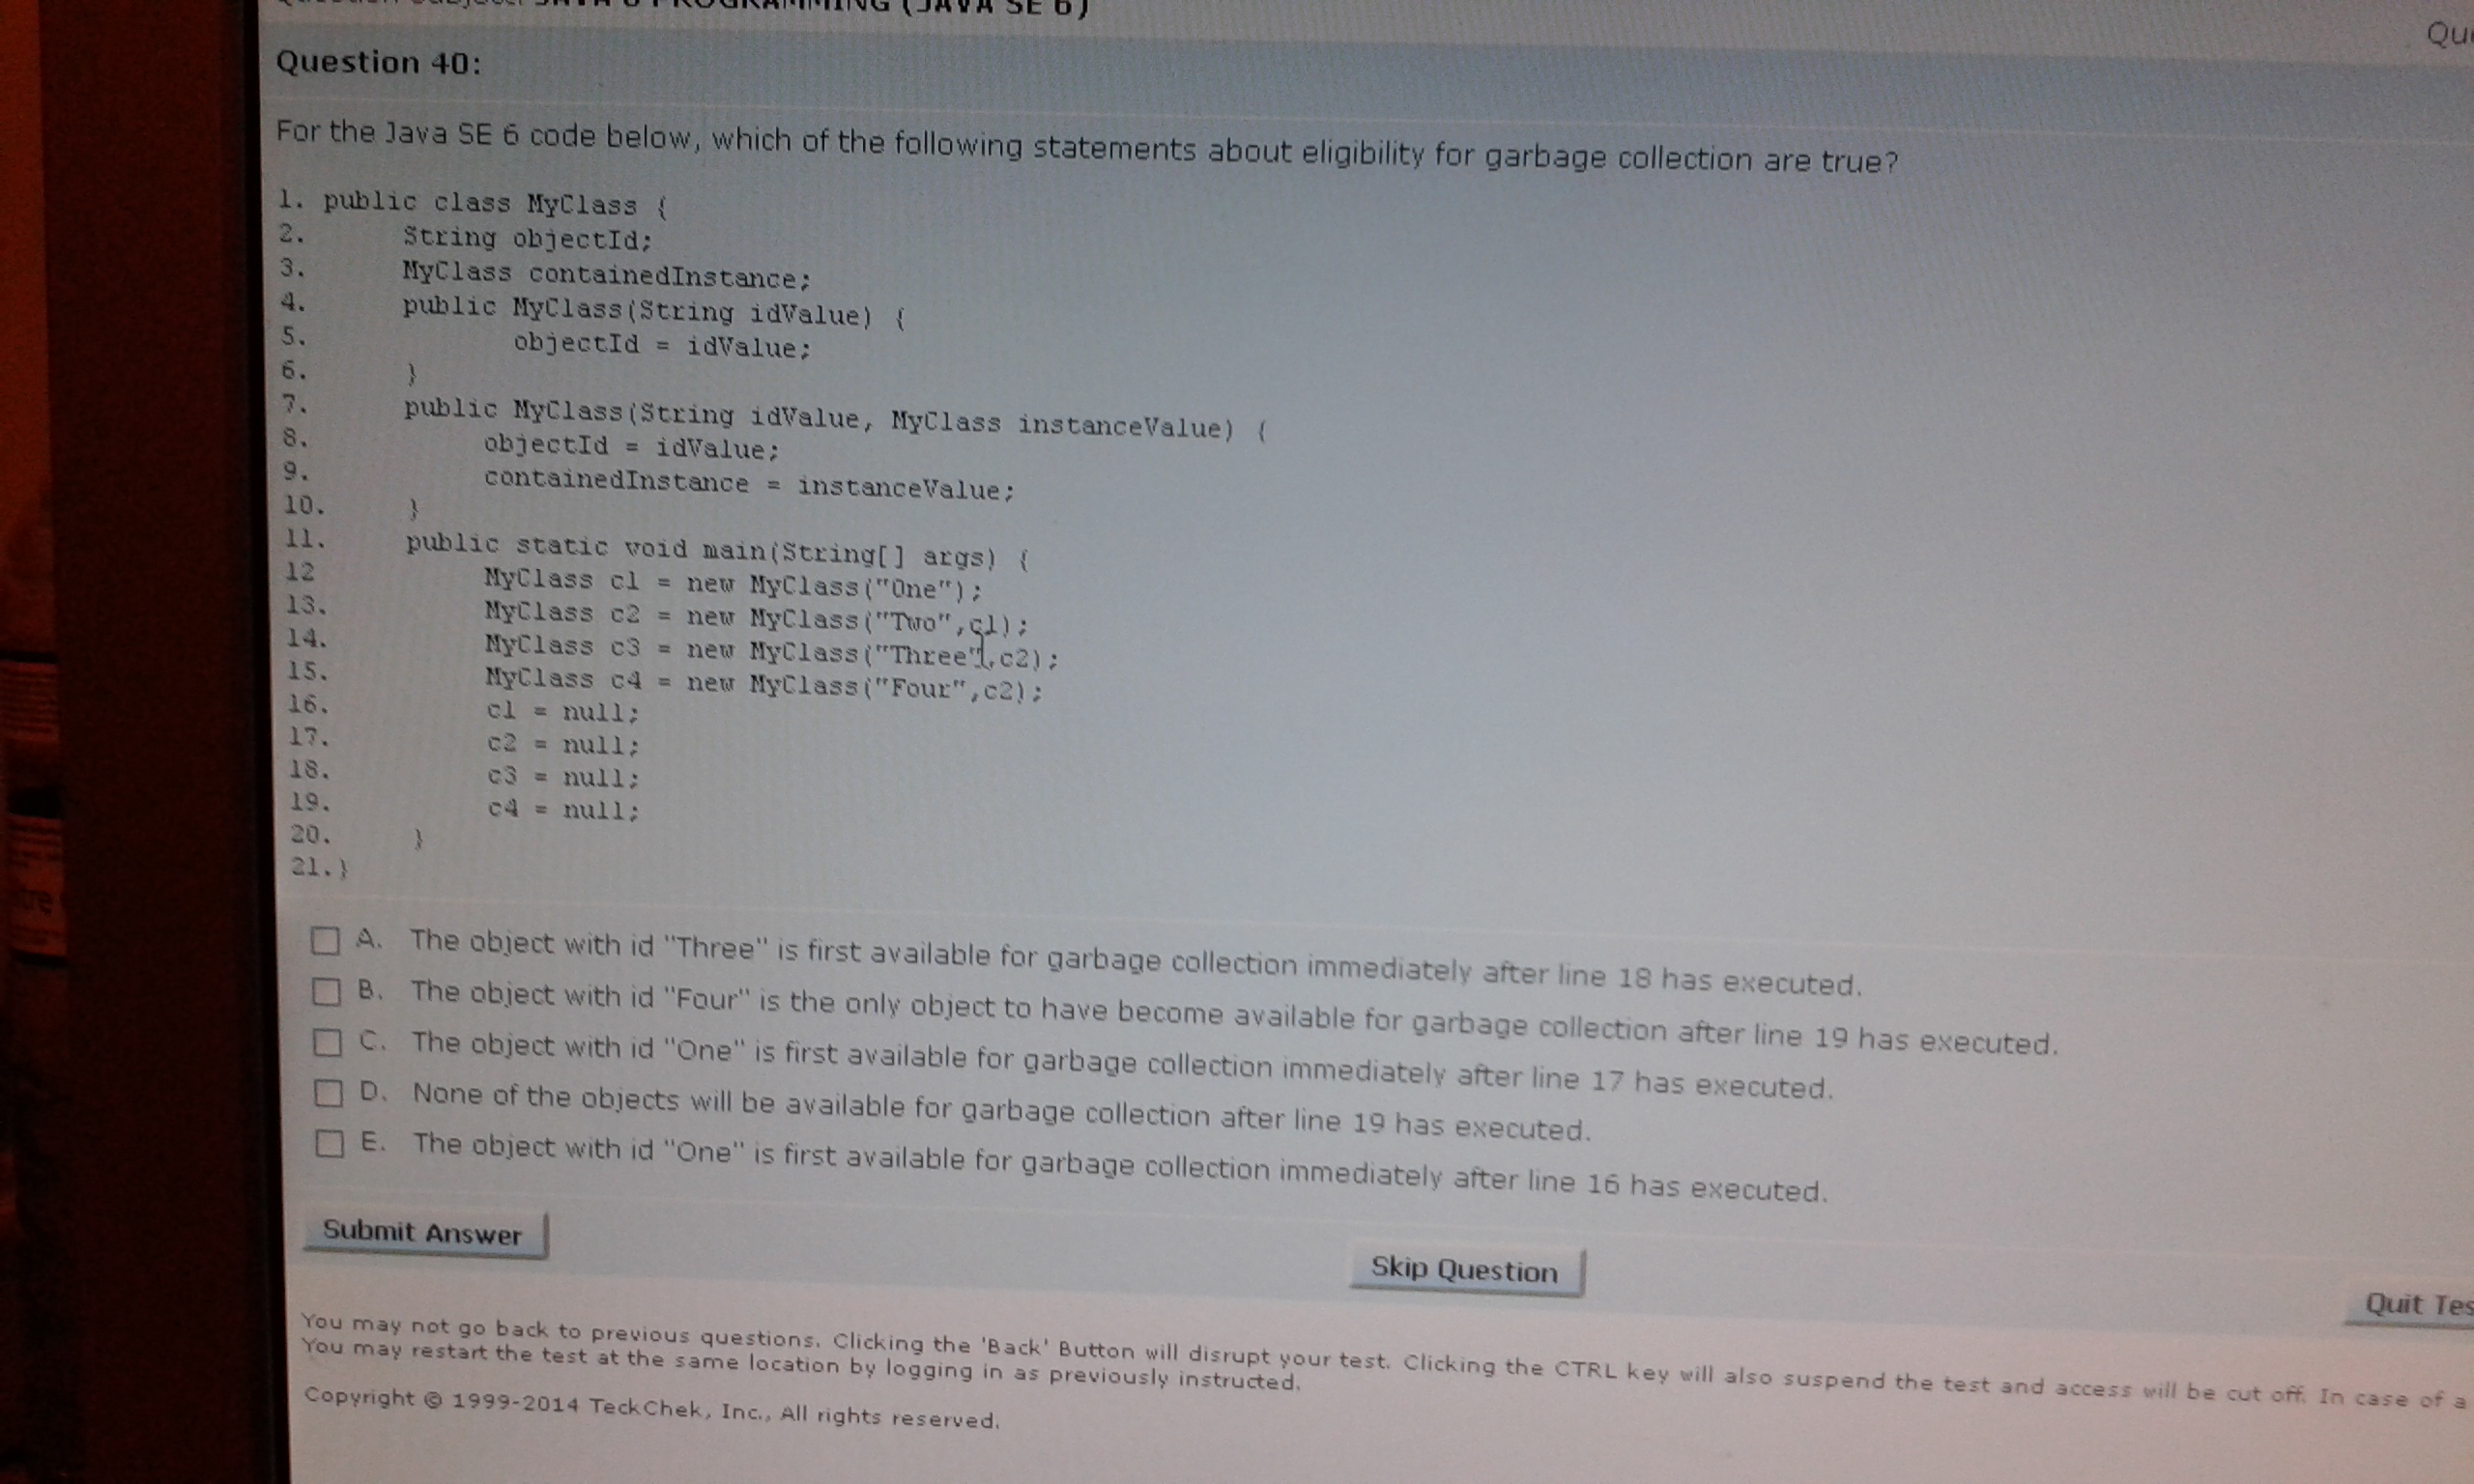 JAVA 6 PROGRAMMING (JAVA SE 6)
Question 40:
For the Java SE 6 code below, which of the following statements about eligibility for garbage collection are true?
1. public class MyClass {
2. String objectId;
3. MyClass containedInstance;
4. public MyClass(String idValue) {
5. objectId = idValue;
6. }
7. public MyClass(String idValue, MyClass instanceValue) {
8. objectId = idValue;
9. containedInstance = instanceValue;
10. }
11. public static void main(String[] args) {
12 MyClass c1 = new MyClass("One");
13. MyClass c2 = new MyClass("Two",c1);
14. MyClass c3 = new MyClass("Three",c2);
15. MyClass c4 = new MyClass("Four",c2);
16. c1 = null;
17. c2 = null;
18. c3 = null;
19. c4 = null;
20. }
21.}
A. The object with id "Three" is first available for garbage collection immediately after line 18 has executed.
B. The object with id "Four" is the only object to have become available for garbage collection after line 19 has executed.
C. The object with id "One" is first available for garbage collection immediately after line 17 has executed.
D. None of the objects will be available for garbage collection after line 19 has executed.
E. The object with id "One" is first available for garbage collection immediately after line 16 has executed.
Submit Answer
Skip Question
Quit Tes
You may not go back to previous questions. Clicking the 'Back' Button will disrupt your test. Clicking the CTRL key will also suspend the test and access will be cut off. In case of a
You may restart the test at the same location by logging in as previously instructed.
Copyright © 1999-2014 TeckChek, Inc., All rights reserved.